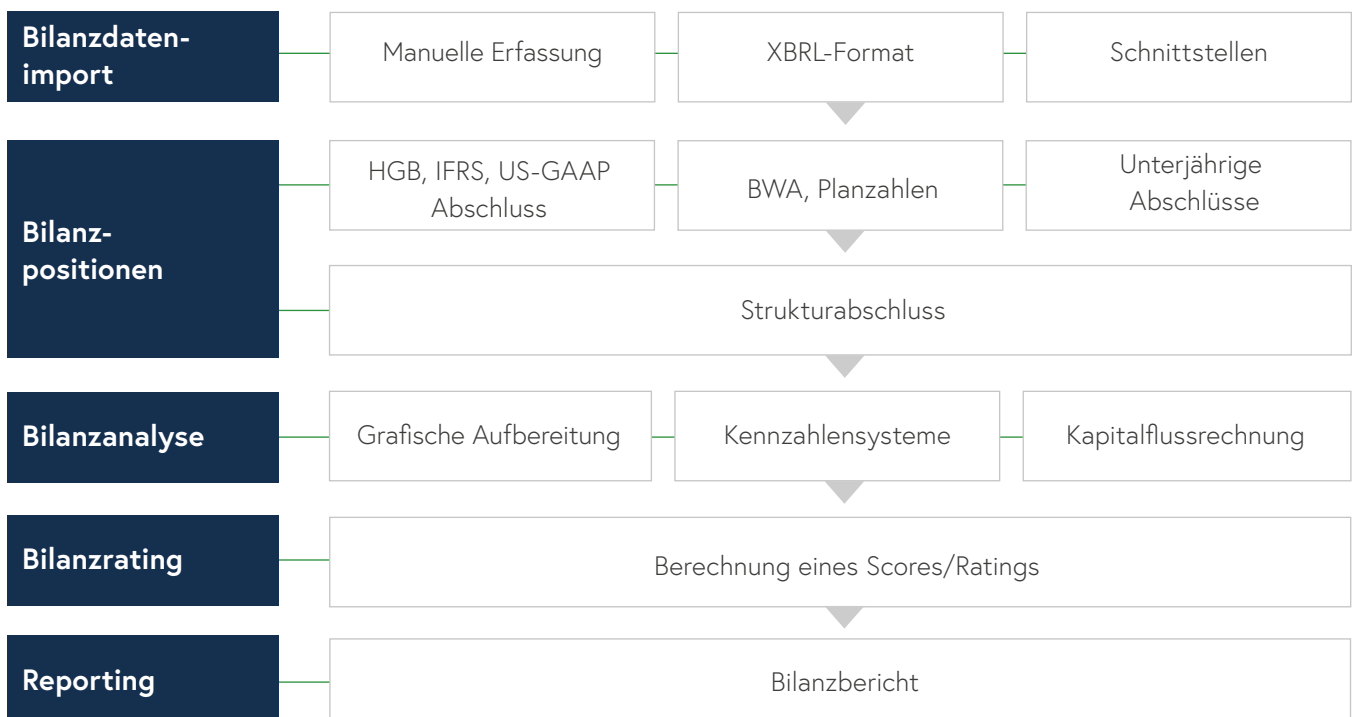 Bilanzdaten-
import
Manuelle Erfassung
XBRL-Format
Schnittstellen
Bilanz-
positionen
HGB, IFRS, US-GAAP
Abschluss
BWA, Planzahlen
Unterjährige
Abschlüsse
Strukturabschluss
Bilanzanalyse
Grafische Aufbereitung
Kennzahlensysteme
Kapitalflussrechnung
Bilanzrating
Berechnung eines Scores/Ratings
Reporting
Bilanzbericht